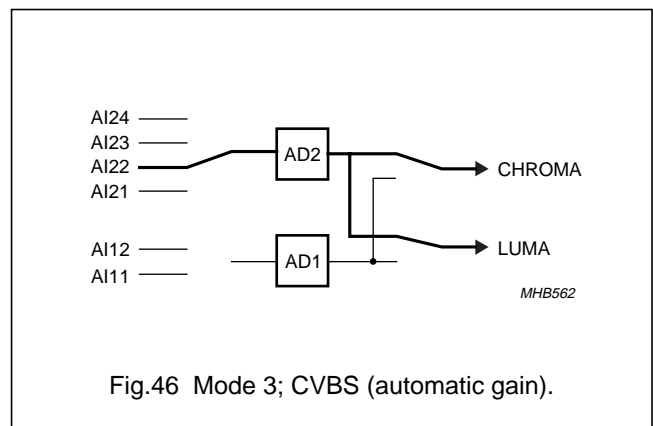 AI24
AI23
AI22
AI21
AD2
CHROMA
AI12
AI11
AD1
LUMA
MHB562
Fig.46 Mode 3; CVBS (automatic gain).